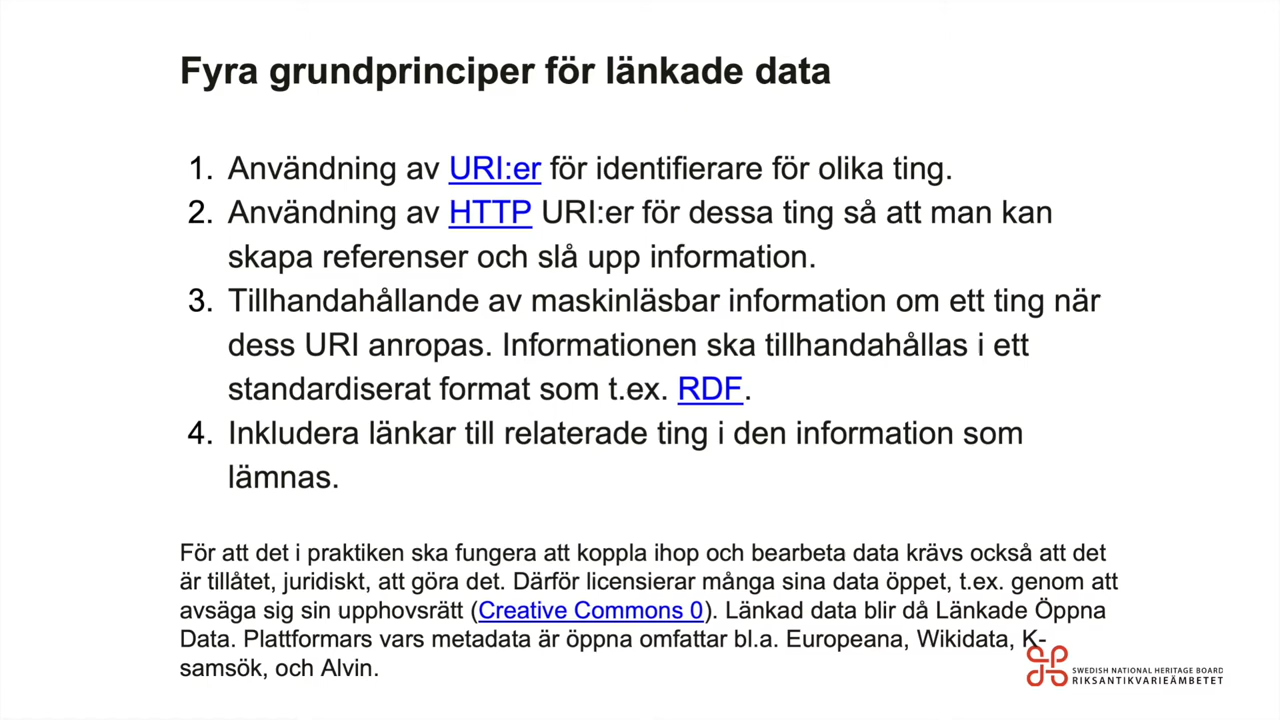 Fyra grundprinciper för länkade data
1. Användning av URI:er för identifierare för olika ting.
2. Användning av HTTP URI:er för dessa ting så att man kan
skapa referenser och slå upp information.
3. Tillhandahållande av maskinläsbar information om ett ting när
dess URI anropas. Informationen ska tillhandahållas i ett
standardiserat format som t.ex. RDF.
4. Inkludera länkar till relaterade ting i den information som
lämnas.
För att det i praktiken ska fungera att koppla ihop och bearbeta data krävs också att det
är tillåtet, juridiskt, att göra det. Därför licensierar många sina data öppet, t.ex. genom att
avsäga sig sin upphovsrätt (Creative Commons 0). Länkad data blir då Länkade Öppna
Data. Plattformars vars metadata är öppna omfattar bl.a. Europeana, Wikidata, K-
samsök, och Alvin.
SWEDISH NATIONAL HERITAGE BOARD
RIKSANTIKVARIEÄMBETET